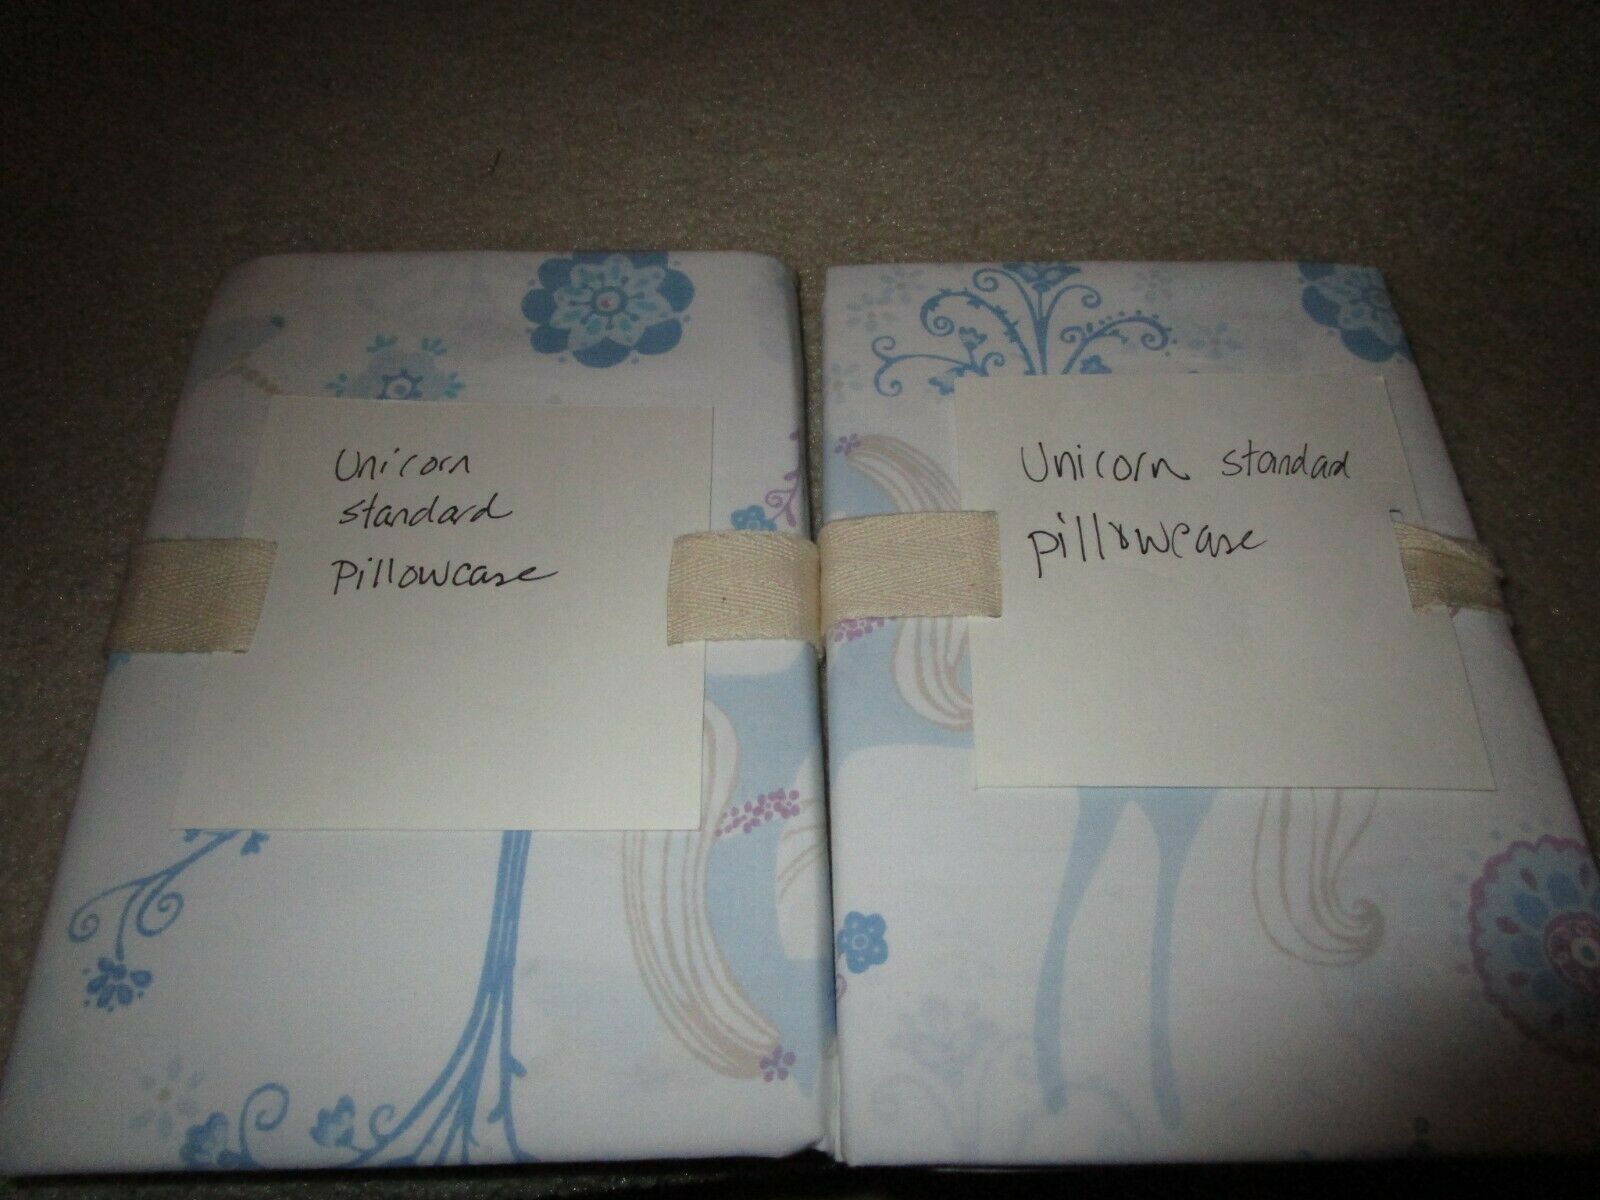 Unicorn
standard
pillowcase
Unicorn standard
pillowcase